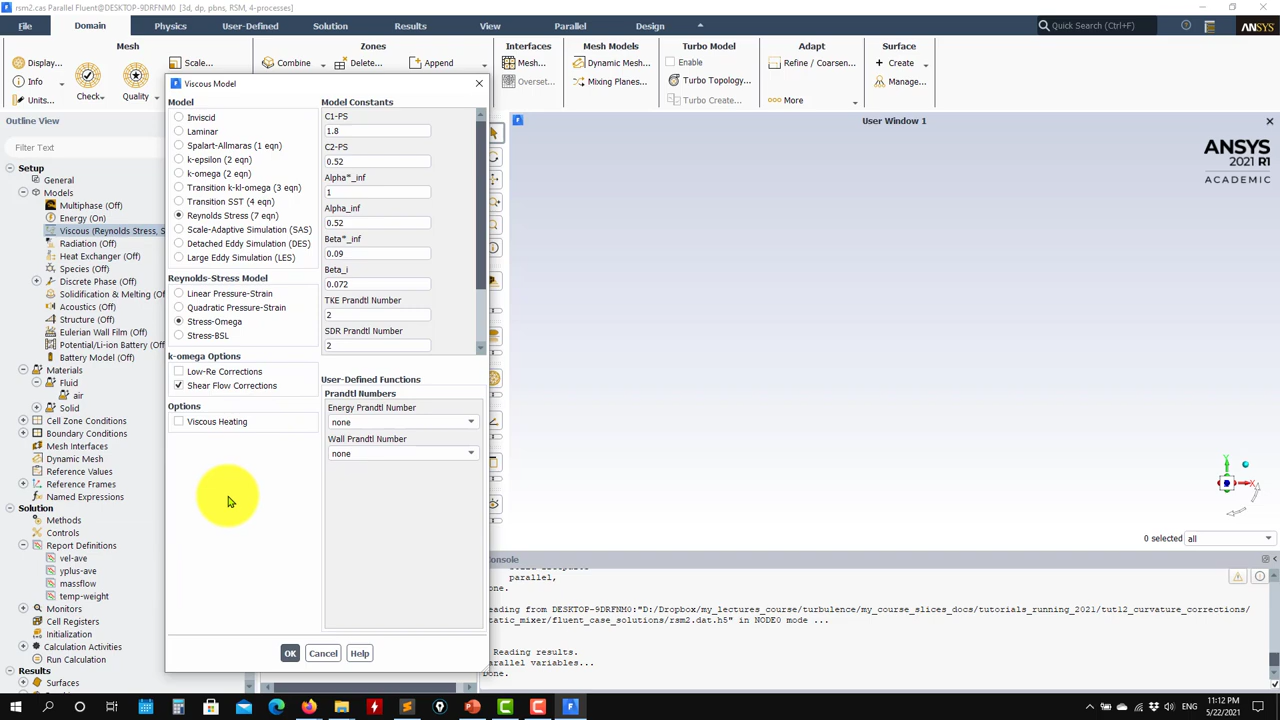 rsm2.cas Parallel Fluent@DESKTOP-9DRFNM0 [3d, dp, pbns, RSM, 4-processes]
File Domain Physics User-Defined Solution Results View Parallel Design Quick Search (Ctrl+F) ANSYS
Mesh Zones Interfaces Mesh Models Turbo Model Adapt Surface
Display... Scale... Combine Delete... Append Mesh... Dynamic Mesh... Enable Refine / Coarsen... Create
Info Overset... Mixing Planes... Turbo Topology... Manage...
Units... Check Quality Turbo Create... More
Viscous Model
Outline View
Filter Text
Setup
General
Models
Multiphase (Off)
Energy (On)
Viscous (Reynolds Stress, S
Radiation (Off)
Heat Exchanger (Off)
Species (Off)
Discrete Phase (Off)
Solidification & Melting (Off)
Acoustics (Off)
Structure (Off)
Eulerian Wall Film (Off)
Potential/Li-ion Battery (Off)
Battery Model (Off)
Materials
Fluid
air
Solid
Cell Zone Conditions
Boundary Conditions
Mesh Interfaces
Dynamic Mesh
Reference Values
Reference Frames
Named Expressions
Solution
Methods
Controls
Report Definitions
vel-ave
yplus-ave
massflow
temp-weight
Monitors
Cell Registers
Initialization
Calculation Activities
Run Calculation
Results
Surfaces
Model
Inviscid
Laminar
Spalart-Allmaras (1 eqn)
k-epsilon (2 eqn)
k-omega (2 eqn)
Transition k-kl-omega (3 eqn)
Transition SST (4 eqn)
Reynolds Stress (7 eqn)
Scale-Adaptive Simulation (SAS)
Detached Eddy Simulation (DES)
Large Eddy Simulation (LES)
Reynolds-Stress Model
Linear Pressure-Strain
Quadratic Pressure-Strain
Stress-Omega
Stress-BSL
k-omega Options
Low-Re Corrections
Shear Flow Corrections
Options
Viscous Heating
Model Constants
C1-PS
1.8
C2-PS
0.52
Alpha*_inf
1
Alpha_inf
0.52
Beta*_inf
0.09
Beta_i
0.072
TKE Prandtl Number
2
SDR Prandtl Number
2
User-Defined Functions
Prandtl Numbers
Energy Prandtl Number
none
Wall Prandtl Number
none
OK Cancel Help
User Window 1
ANSYS
2021 R1
ACADEMIC
Y
X
0 selected all
onsole
parallel,
one.
eading from DESKTOP-9DRFNM0:"D:/Dropbox/my_lectures_course/turbulence/my_course_slices_docs/tutorials_running_2021/tut12_curvature_corrections/
tatic_mixer/fluent_case_solutions/rsm2.dat.h5" in NODE0 mode ...
Reading results.
arallel variables...
Done.
ENG 11:12 PM
5/22/2021